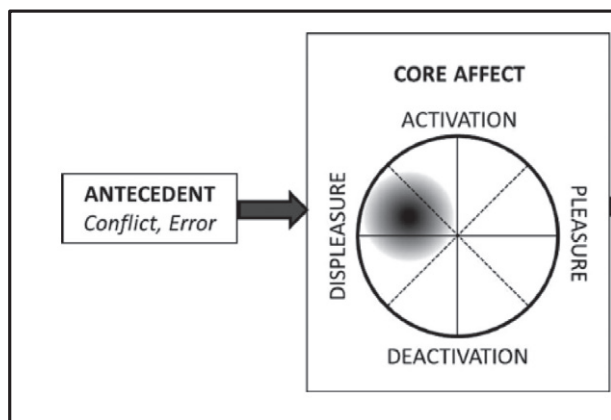 ANTECEDENT
Conflict, Error
CORE AFFECT
ACTIVATION
DISPLEASURE
PLEASURE
DEACTIVATION